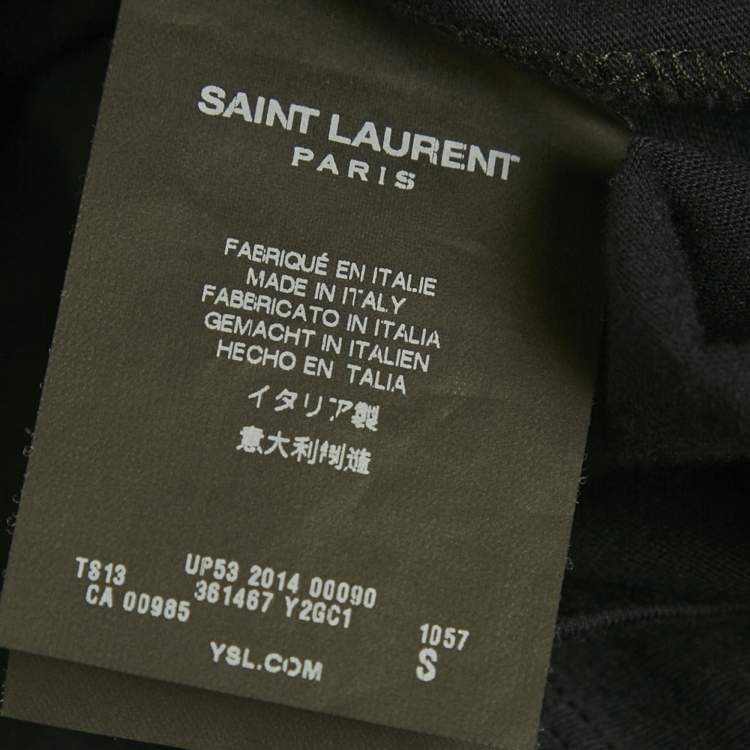 SAINT LAURENT
PARIS
FABRIQUÉ EN ITALIE
MADE IN ITALY
FABBRICATO IN ITALIA
GEMACHT IN ITALIEN
HECHO EN TALIA
イタリア製
意大利制造
TS13 UP53 2014 00090
CA 00985 361467 Y2GC1
1057
YSL.COM S